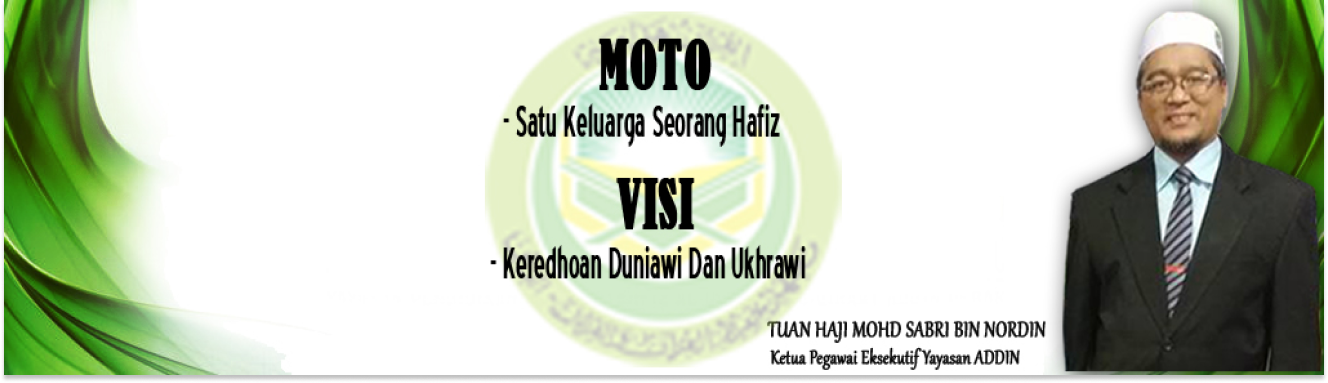 MOTO
- Satu Keluarga Seorang Hafiz
VISI
- Keredhoan Duniawi Dan Ukhrawi
TUAN HAJI MOHD SABRI BIN NORDIN
Ketua Pegawai Eksekutif Yayasan ADDIN